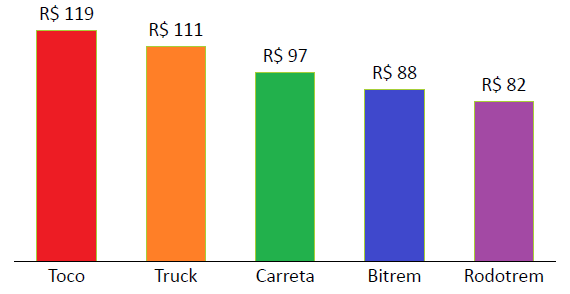 R$ 119
R$ 111
R$ 97
R$ 88
R$ 82
Toco
Truck
Carreta
Bitrem
Rodotrem